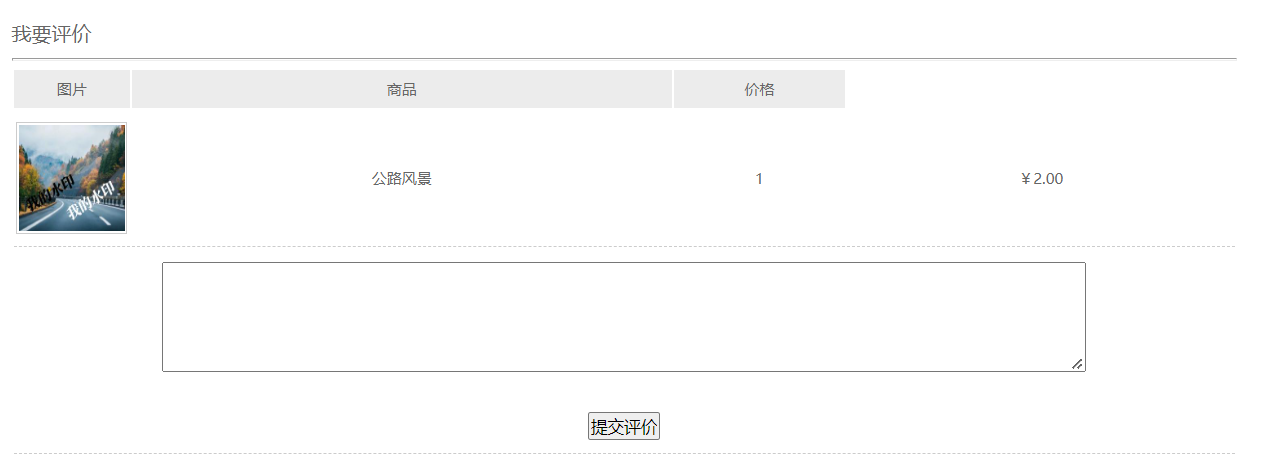 我要评价
图片 商品 价格
我的水印
我的水印
公路风景 1 ￥2.00
提交评价